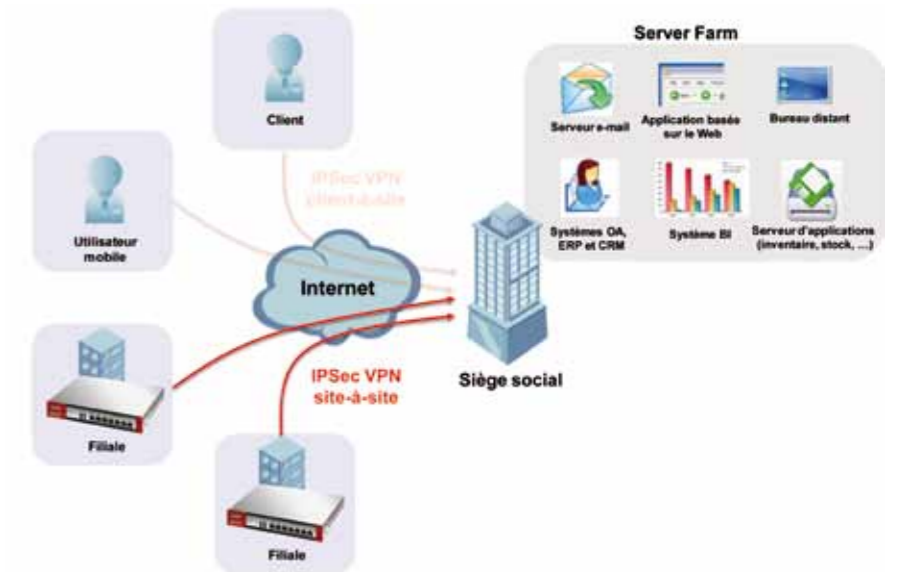 Server Farm
Serveur e-mail
Application basée
sur le Web
Bureau distant
Systèmes OA,
ERP et CRM
Système BI
Serveur d'applications
(inventaire, stock, ...)
Client
IPSec VPN
client-à-site
Utilisateur
mobile
Internet
Siège social
IPSec VPN
site-à-site
Filiale
Filiale